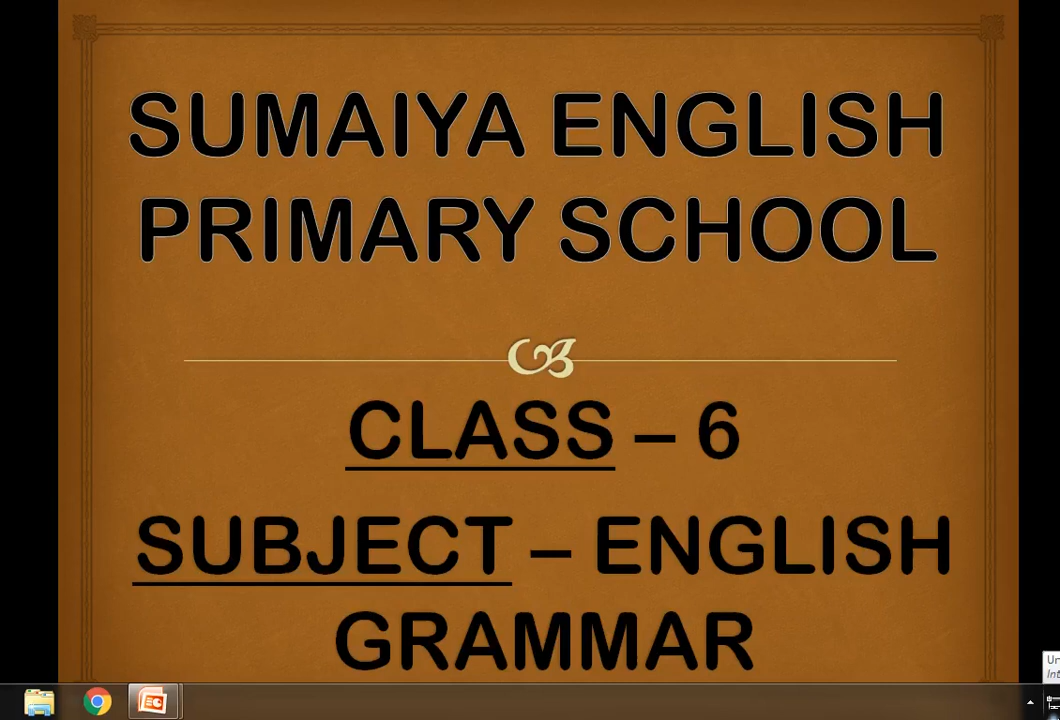 SUMAIYA ENGLISH
PRIMARY SCHOOL
CLASS – 6
SUBJECT – ENGLISH
GRAMMAR